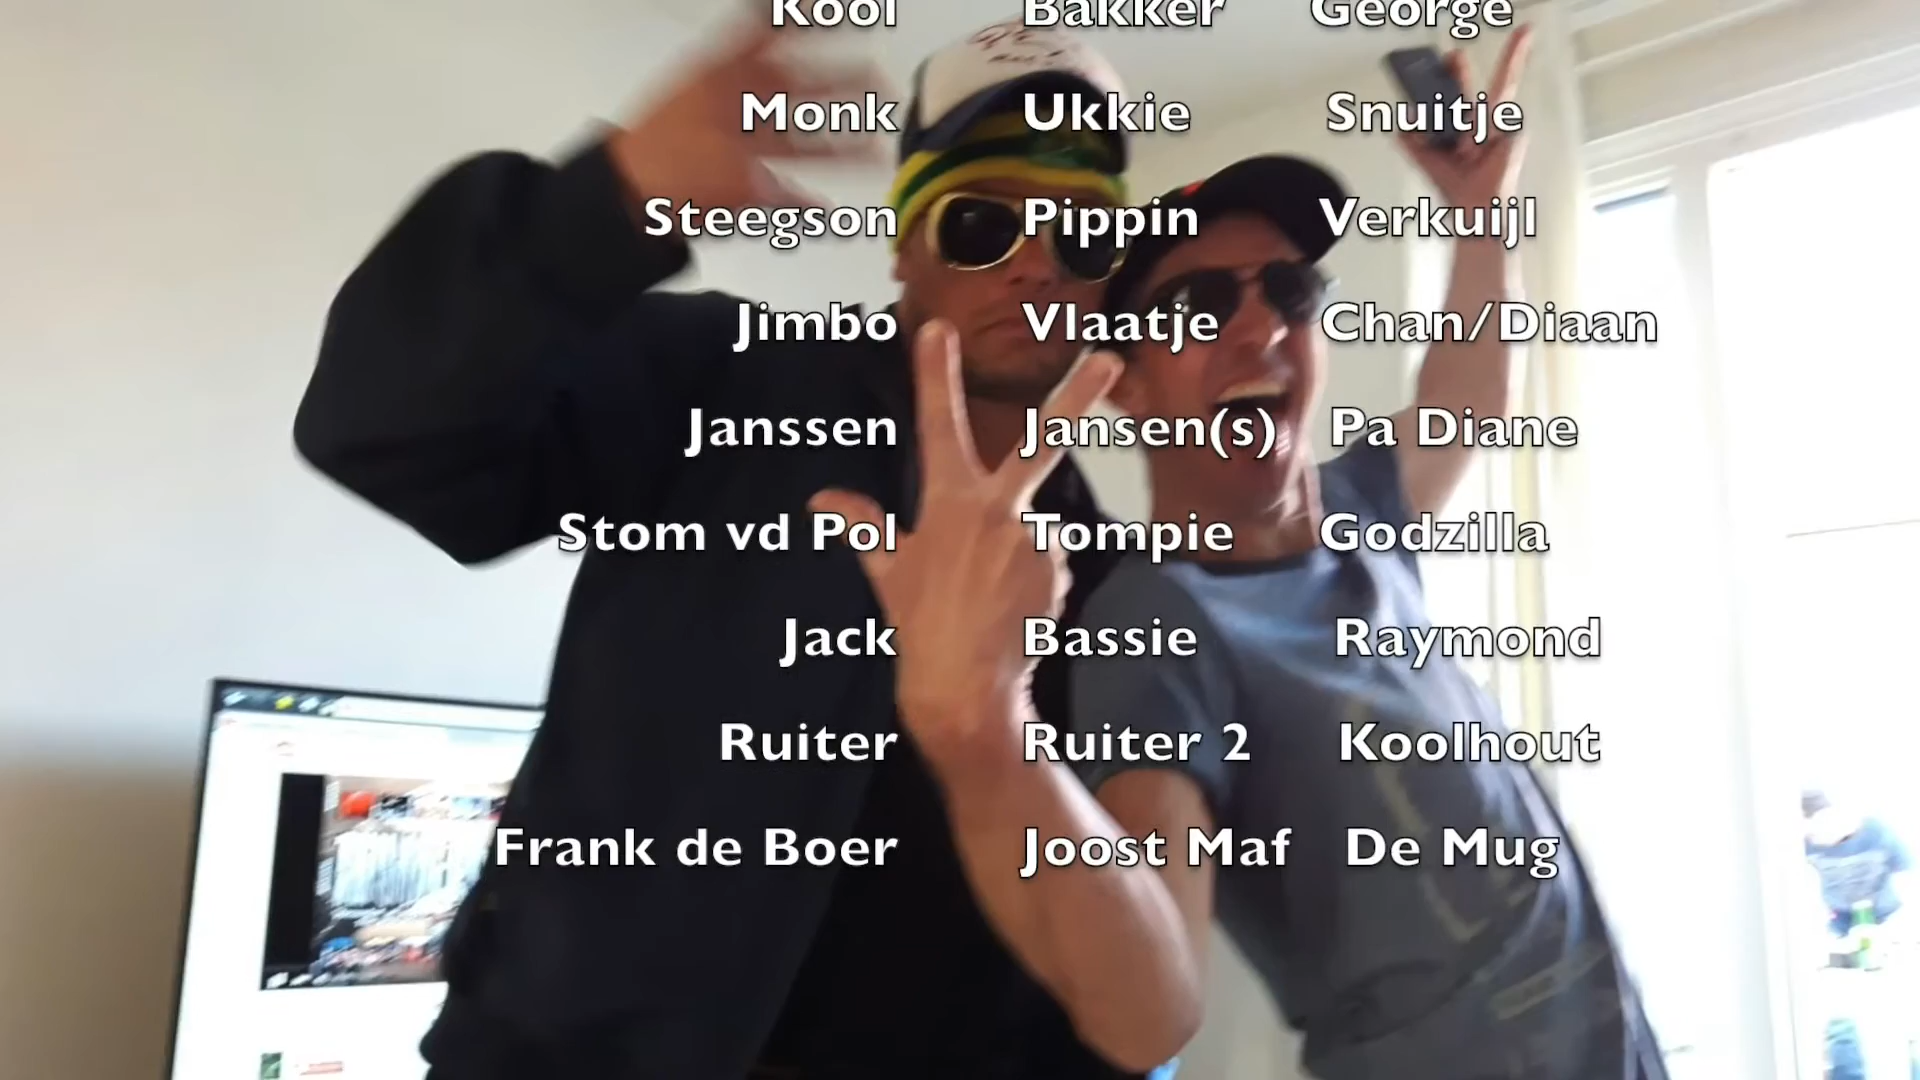 Kool Bakker George
Monk Ukkie Snuitje
Steegson Pippin Verkuijl
Jimbo Vlaatje Chan/Diaan
Janssen Jansen(s) Pa Diane
Stom vd Pol Tompie Godzilla
Jack Bassie Raymond
Ruiter Ruiter 2 Koolhout
Frank de Boer Joost Maf De Mug